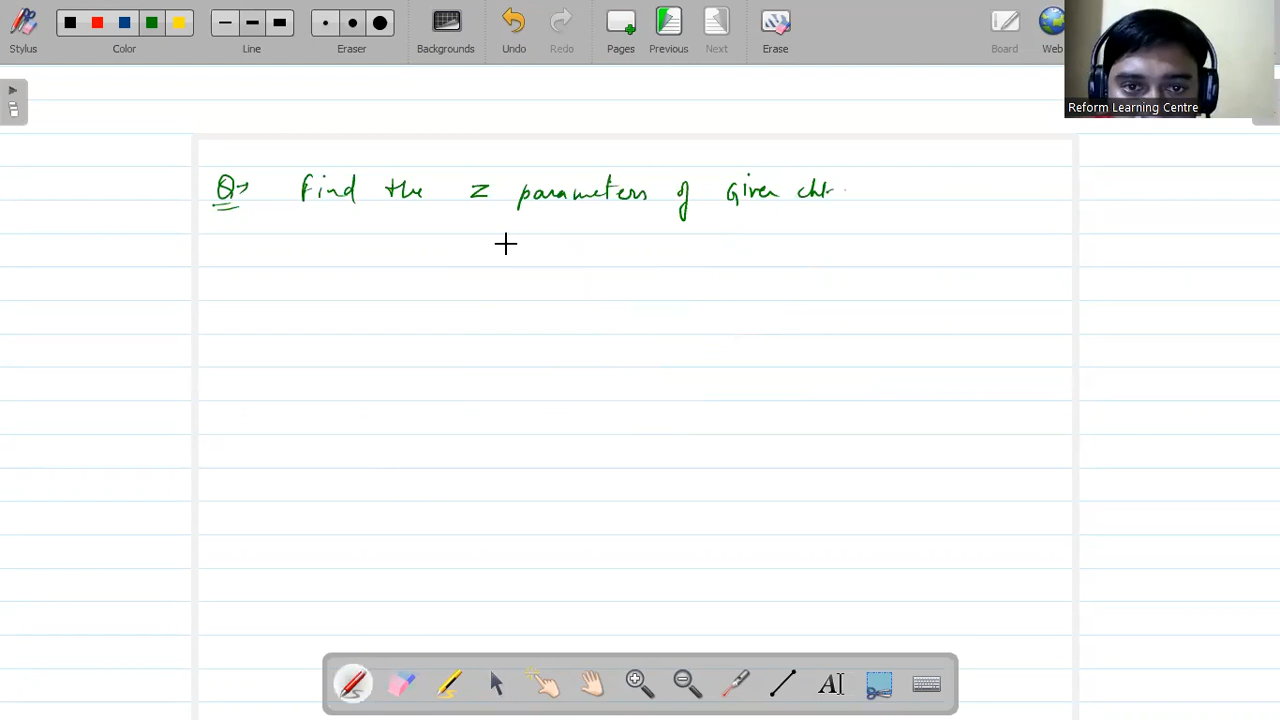 Stylus
Color
Line
Eraser
Backgrounds
Undo
Redo
Pages
Previous
Next
Erase
Board
Web
Reform Learning Centre
Q→ Find the Z parameters of Given ckt.
AI